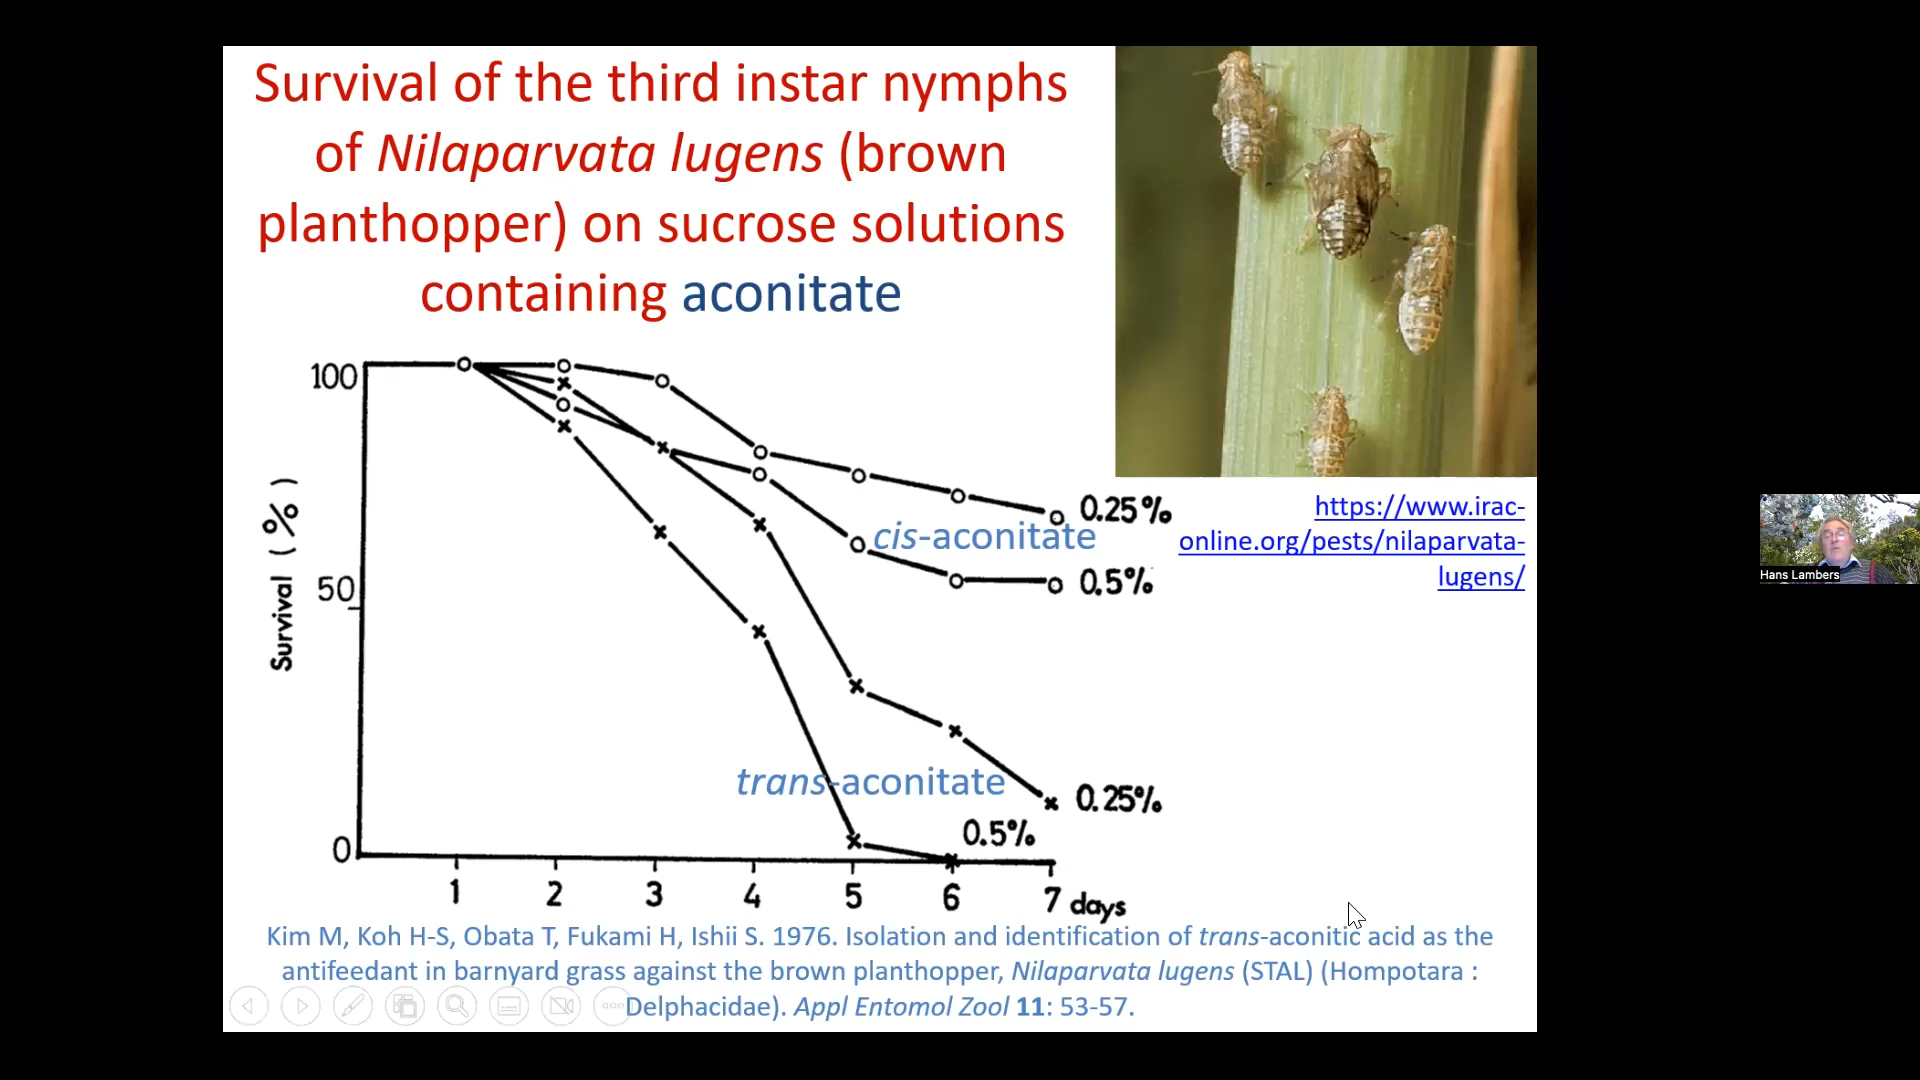 Survival of the third instar nymphs
of Nilaparvata lugens (brown
planthopper) on sucrose solutions
containing aconitate
100
50
0
Survival (%)
1
2
3
4
5
6
7 days
0.25%
cis-aconitate
0.5%
trans-aconitate
0.25%
0.5%
https://www.irac-
online.org/pests/nilaparvata-
lugens/
Hans Lambers
Kim M, Koh H-S, Obata T, Fukami H, Ishii S. 1976. Isolation and identification of trans-aconitic acid as the
antifeedant in barnyard grass against the brown planthopper, Nilaparvata lugens (STAL) (Hompotara :
Delphacidae). Appl Entomol Zool 11: 53-57.